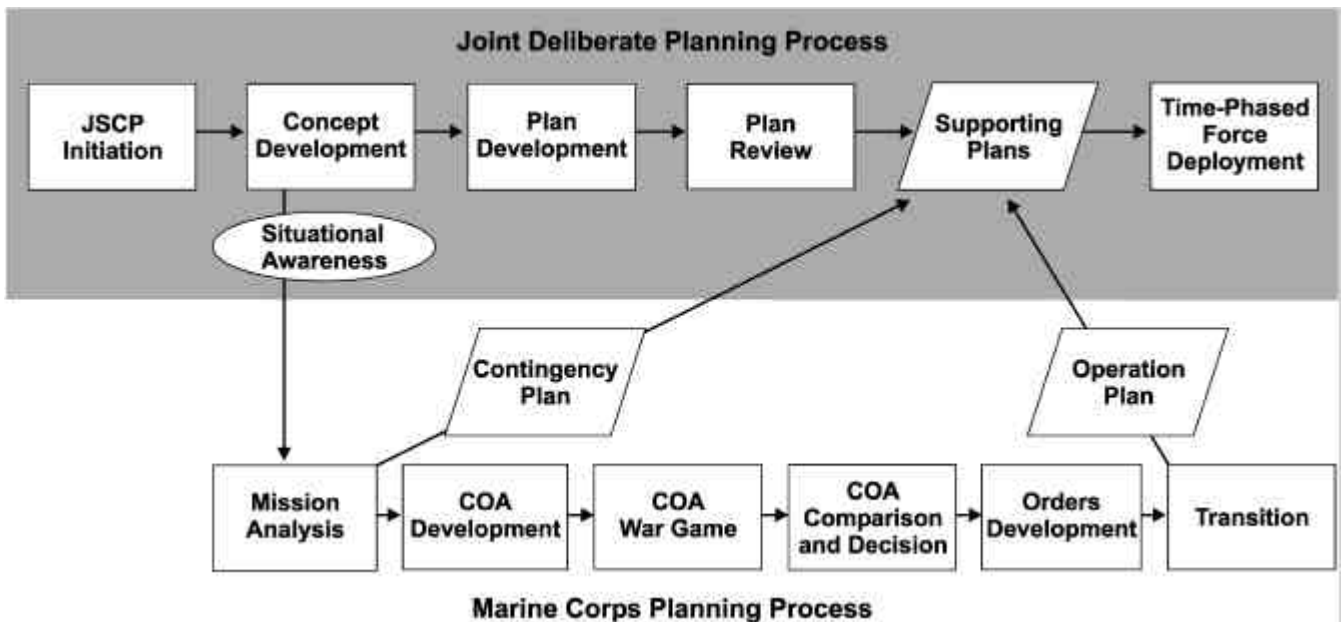 Joint Deliberate Planning Process
JSCP
Initiation
Concept
Development
Plan
Development
Plan
Review
Supporting
Plans
Time-Phased
Force
Deployment
Situational
Awareness
Contingency
Plan
Operation
Plan
Mission
Analysis
COA
Development
COA
War Game
COA
Comparison
and Decision
Orders
Development
Transition
Marine Corps Planning Process